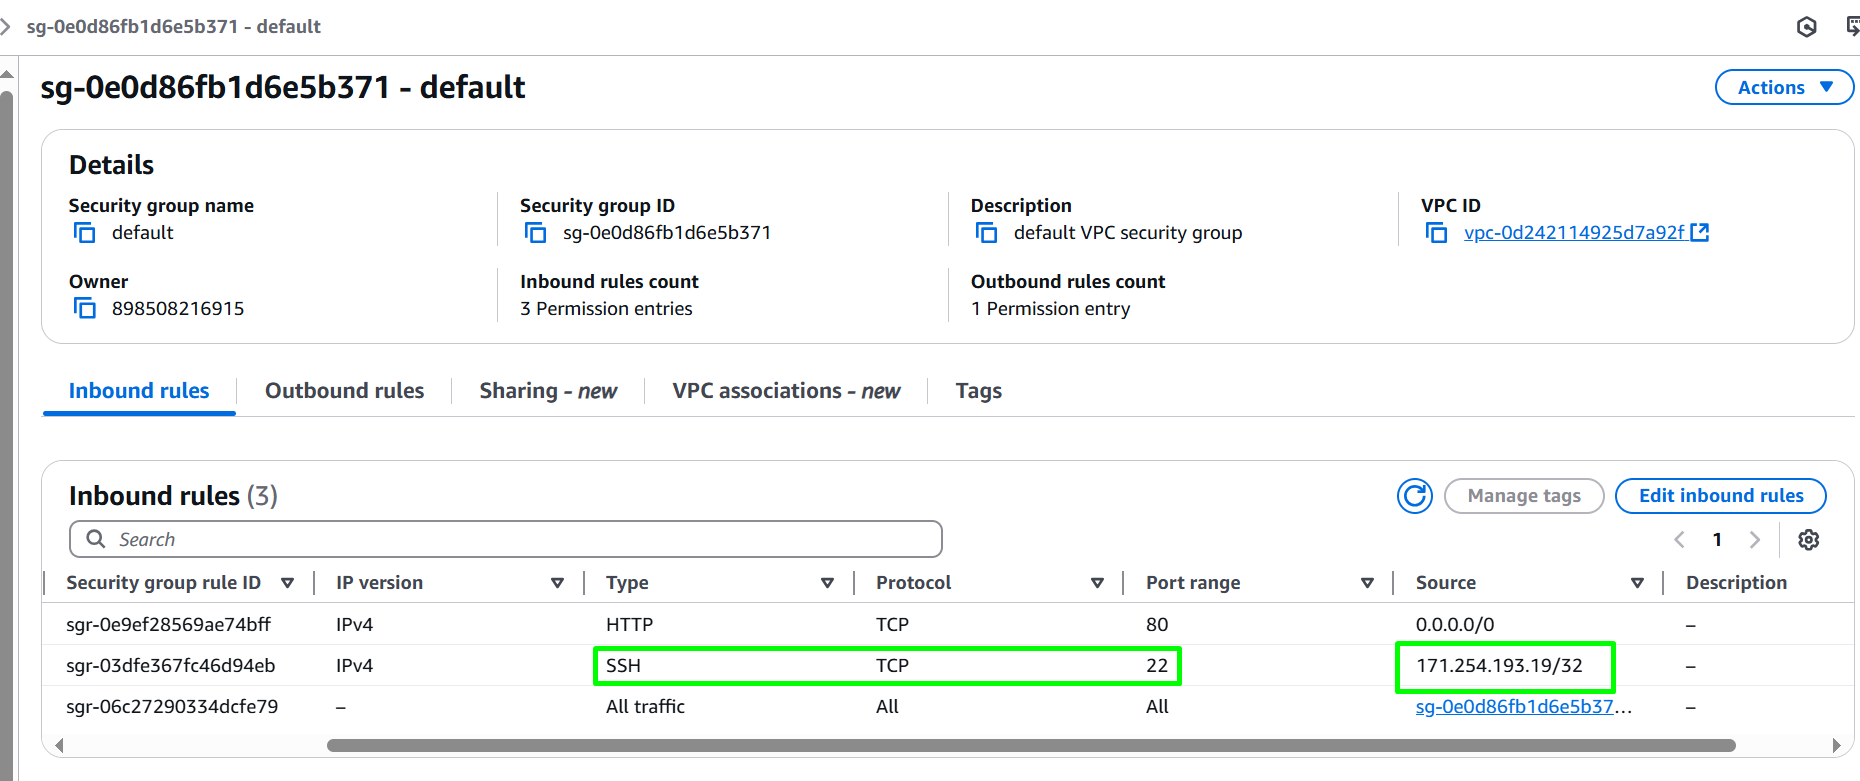 sg-0e0d86fb1d6e5b371 - default
sg-0e0d86fb1d6e5b371 - default
Actions
Details
Security group name
default
Security group ID
sg-0e0d86fb1d6e5b371
Description
default VPC security group
VPC ID
vpc-0d242114925d7a92f
Owner
898508216915
Inbound rules count
3 Permission entries
Outbound rules count
1 Permission entry
Inbound rules Outbound rules Sharing - new VPC associations - new Tags
Inbound rules (3)
Manage tags
Edit inbound rules
Search
1
Security group rule ID IP version Type Protocol Port range Source Description
sgr-0e9ef28569ae74bff IPv4 HTTP TCP 80 0.0.0.0/0 –
sgr-03dfe367fc46d94eb IPv4 SSH TCP 22 171.254.193.19/32 –
sgr-06c27290334dcfe79 – All traffic All All sg-0e0d86fb1d6e5b37... –